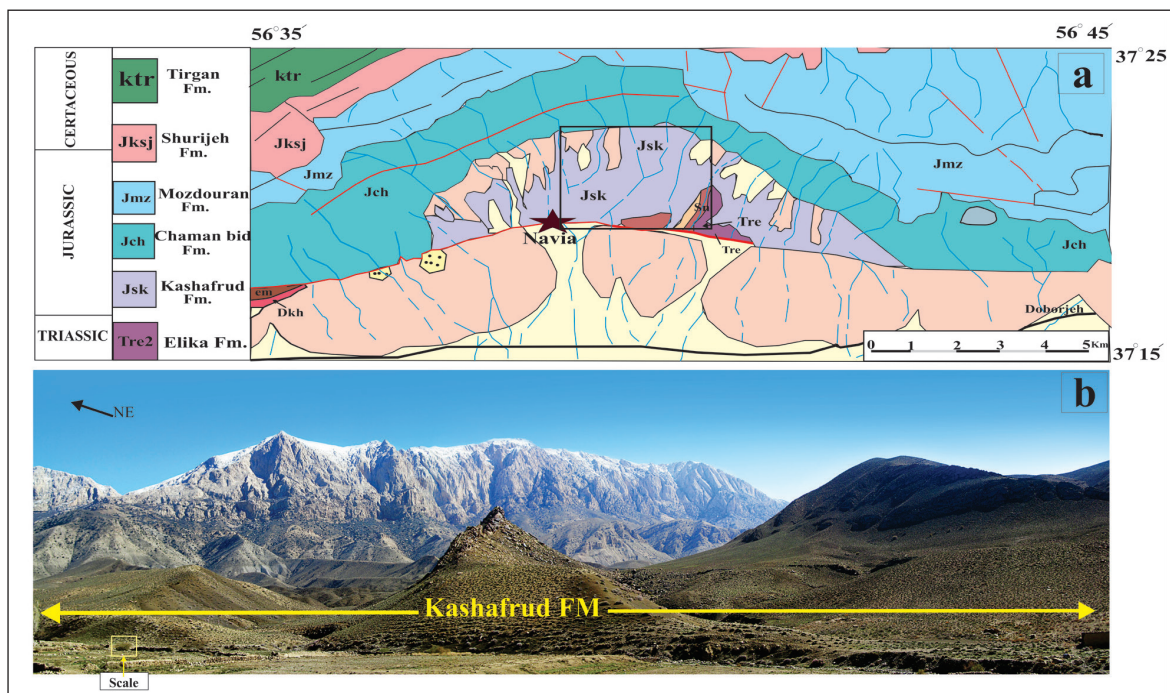 56°35
56°45
37°25
CERTACEOUS
JURASSIC
TRIASSIC
ktr
Tirgan
Fm.
Jksj
Shurijeh
Fm.
Jmz
Mozdouran
Fm.
Jch
Chaman bid
Fm.
Jsk
Kashafrud
Fm.
Tre2
Elika Fm.
a
ktr
Jksj
Jmz
Jch
Jsk
Jsk
Jmz
Sn
Tre
Tre
Navia
Jch
em
Dkh
Doborjeh
0 1 2 3 4 5Km
37°15
b
NE
Kashafrud FM
Scale